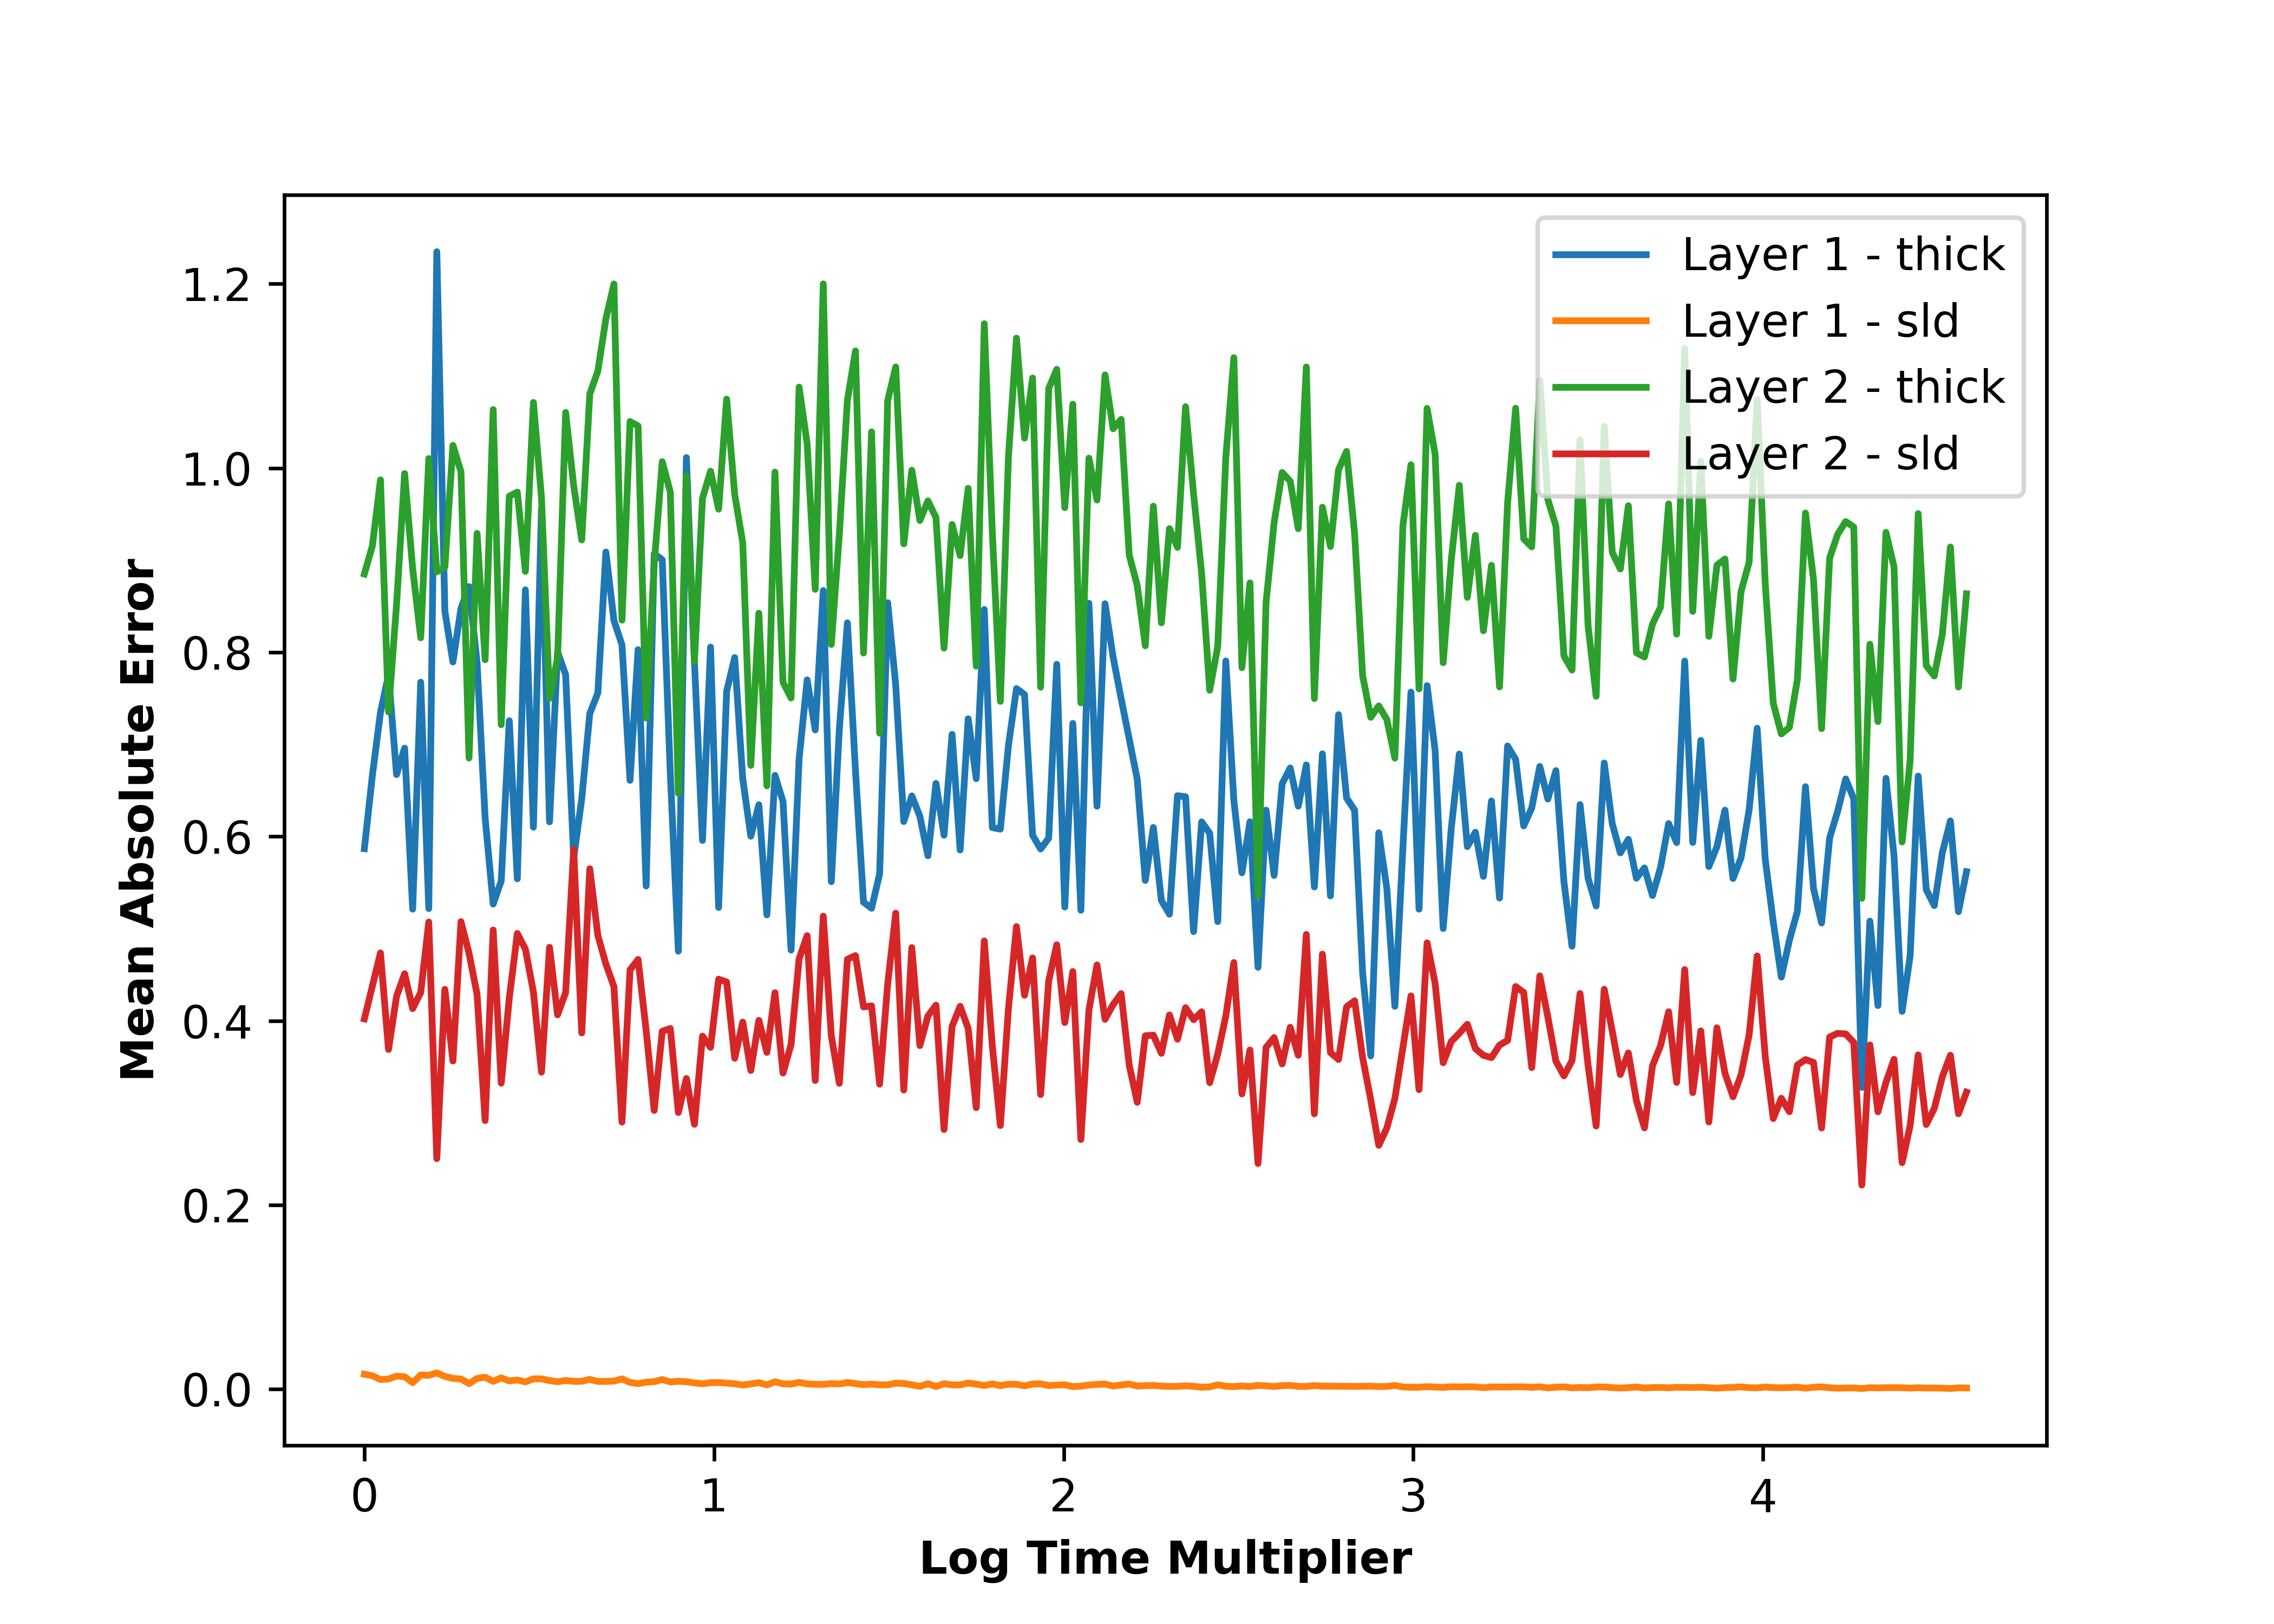 Layer 1 - thick
Layer 1 - sld
Layer 2 - thick
Layer 2 - sld
Mean Absolute Error
1.2
1.0
0.8
0.6
0.4
0.2
0.0
0 1 2 3 4
Log Time Multiplier